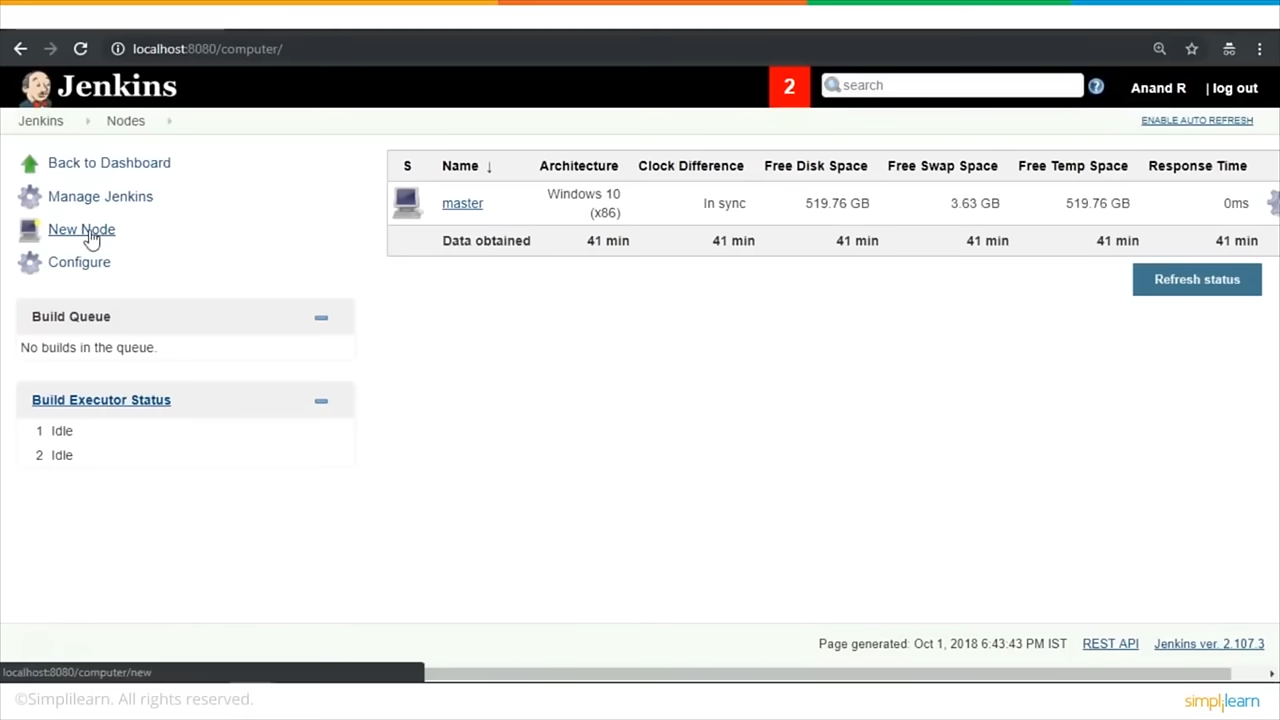 localhost:8080/computer/
Jenkins
2
search
?
Anand R
| log out
Jenkins
Nodes
ENABLE AUTO REFRESH
Back to Dashboard
Manage Jenkins
New Node
Configure
S Name ↓ Architecture Clock Difference Free Disk Space Free Swap Space Free Temp Space Response Time
master Windows 10 (x86) In sync 519.76 GB 3.63 GB 519.76 GB 0ms
Data obtained 41 min 41 min 41 min 41 min 41 min 41 min
Refresh status
Build Queue
No builds in the queue.
Build Executor Status
1 Idle
2 Idle
Page generated: Oct 1, 2018 6:43:43 PM IST REST API Jenkins ver. 2.107.3
localhost:8080/computer/new
©Simplilearn. All rights reserved.
simplilearn